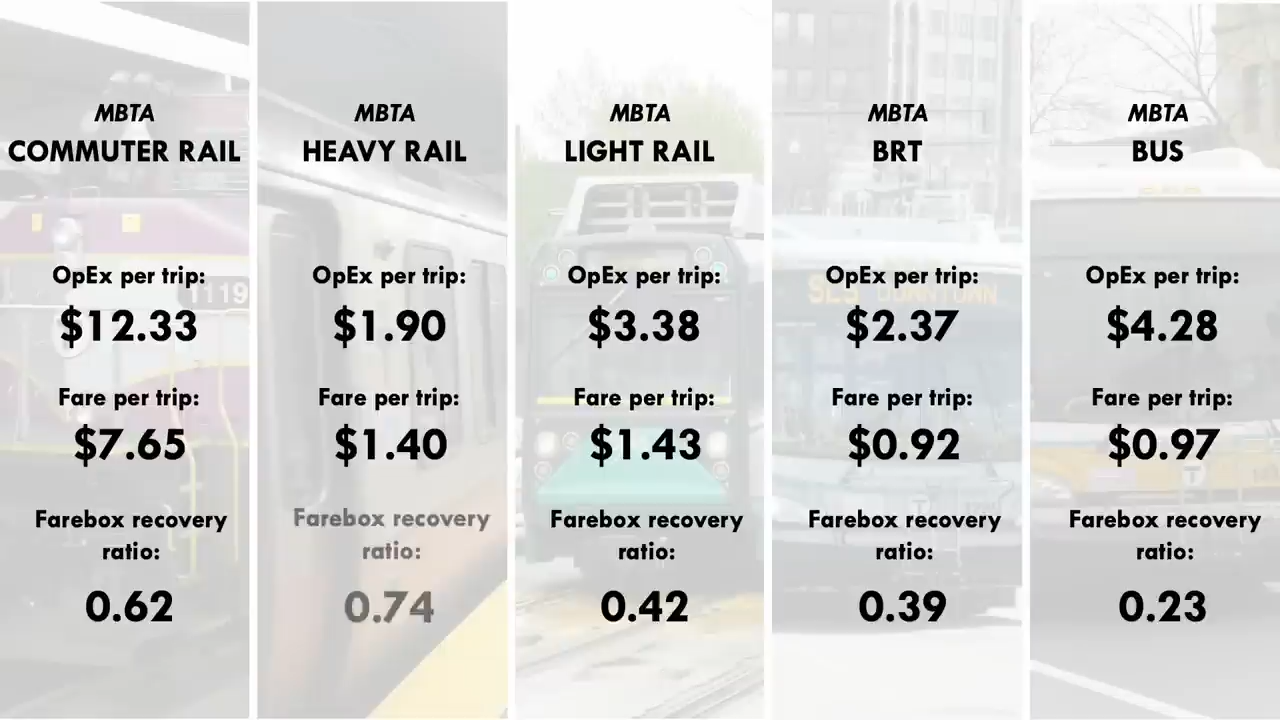 MBTA
COMMUTER RAIL
OpEx per trip:
$12.33
Fare per trip:
$7.65
Farebox recovery
ratio:
0.62
MBTA
HEAVY RAIL
OpEx per trip:
$1.90
Fare per trip:
$1.40
Farebox recovery
ratio:
0.74
MBTA
LIGHT RAIL
OpEx per trip:
$3.38
Fare per trip:
$1.43
Farebox recovery
ratio:
0.42
MBTA
BRT
OpEx per trip:
$2.37
Fare per trip:
$0.92
Farebox recovery
ratio:
0.39
MBTA
BUS
OpEx per trip:
$4.28
Fare per trip:
$0.97
Farebox recovery
ratio:
0.23
1119
DOWNTOWN
T